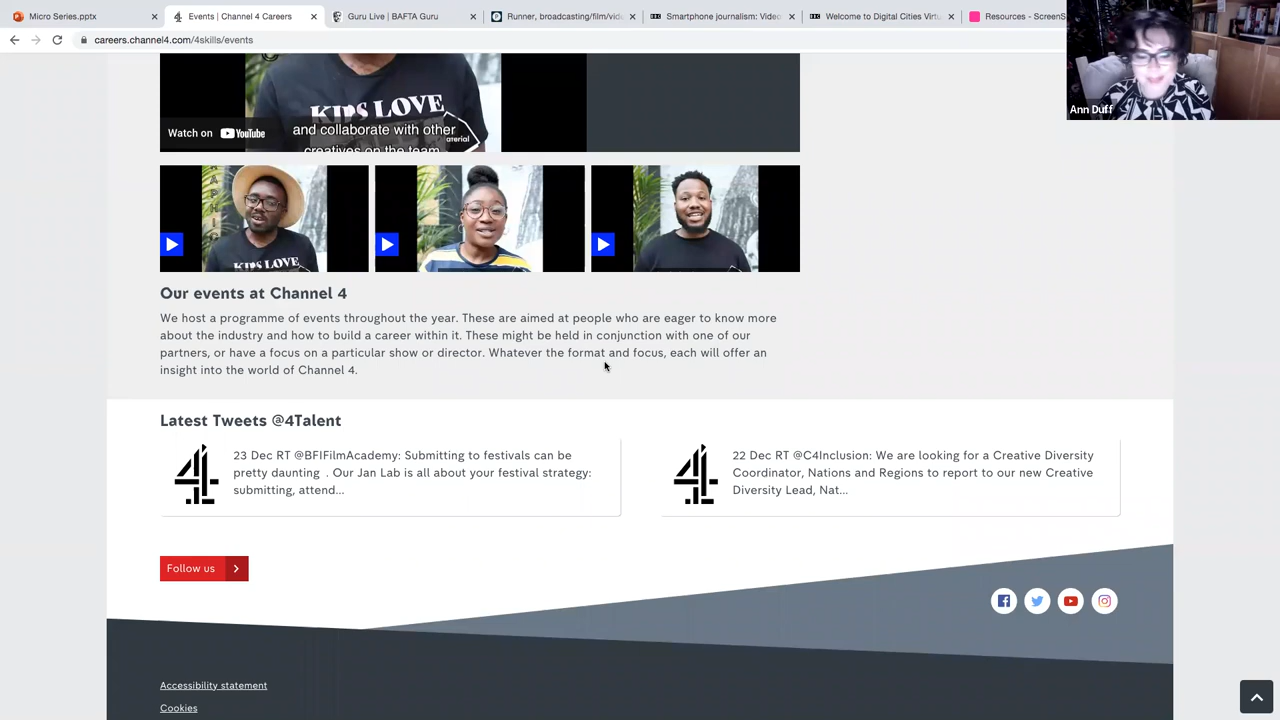 Micro Series.pptx
Events | Channel 4 Careers
Guru Live | BAFTA Guru
Runner, broadcasting/film/vide
Smartphone journalism: Video
Welcome to Digital Cities Virtu
Resources - ScreenS
careers.channel4.com/4skills/events
Ann Duff
KIDS LOVE
Watch on YouTube
and collaborate with other
creatives on the team
KIDS LOVE
Our events at Channel 4
We host a programme of events throughout the year. These are aimed at people who are eager to know more
about the industry and how to build a career within it. These might be held in conjunction with one of our
partners, or have a focus on a particular show or director. Whatever the format and focus, each will offer an
insight into the world of Channel 4.
Latest Tweets @4Talent
23 Dec RT @BFIFilmAcademy: Submitting to festivals can be
pretty daunting . Our Jan Lab is all about your festival strategy:
submitting, attend...
22 Dec RT @C4Inclusion: We are looking for a Creative Diversity
Coordinator, Nations and Regions to report to our new Creative
Diversity Lead, Nat...
Follow us
Accessibility statement
Cookies